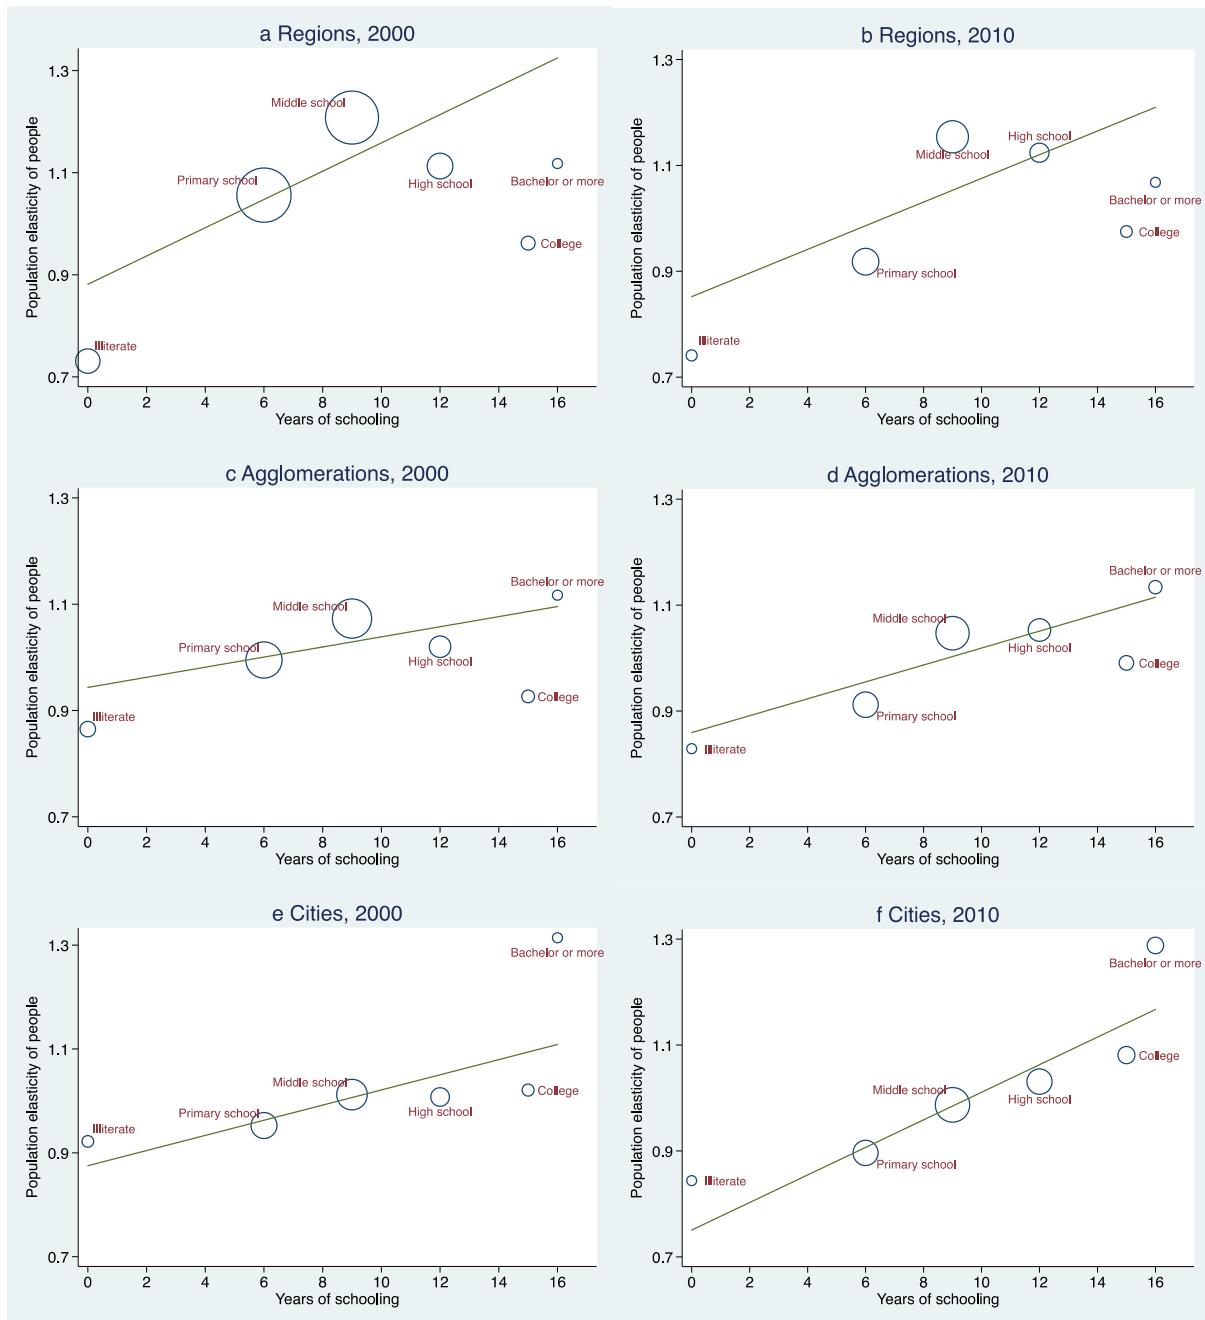 a Regions, 2000
Population elasticity of people
1.3
1.1
0.9
0.7
Middle school
Primary school
High school
Bachelor or more
College
Illiterate
0 2 4 6 8 10 12 14 16
Years of schooling
b Regions, 2010
Population elasticity of people
1.3
1.1
0.9
0.7
High school
Middle school
Bachelor or more
College
Primary school
Illiterate
0 2 4 6 8 10 12 14 16
Years of schooling
c Agglomerations, 2000
Population elasticity of people
1.3
1.1
0.9
0.7
Bachelor or more
Middle school
Primary school
High school
College
Illiterate
0 2 4 6 8 10 12 14 16
Years of schooling
d Agglomerations, 2010
Population elasticity of people
1.3
1.1
0.9
0.7
Bachelor or more
Middle school
High school
College
Primary school
Illiterate
0 2 4 6 8 10 12 14 16
Years of schooling
e Cities, 2000
Population elasticity of people
1.3
1.1
0.9
0.7
Bachelor or more
Middle school
College
Primary school
High school
Illiterate
0 2 4 6 8 10 12 14 16
Years of schooling
f Cities, 2010
Population elasticity of people
1.3
1.1
0.9
0.7
Bachelor or more
College
Middle school
High school
Primary school
Illiterate
0 2 4 6 8 10 12 14 16
Years of schooling